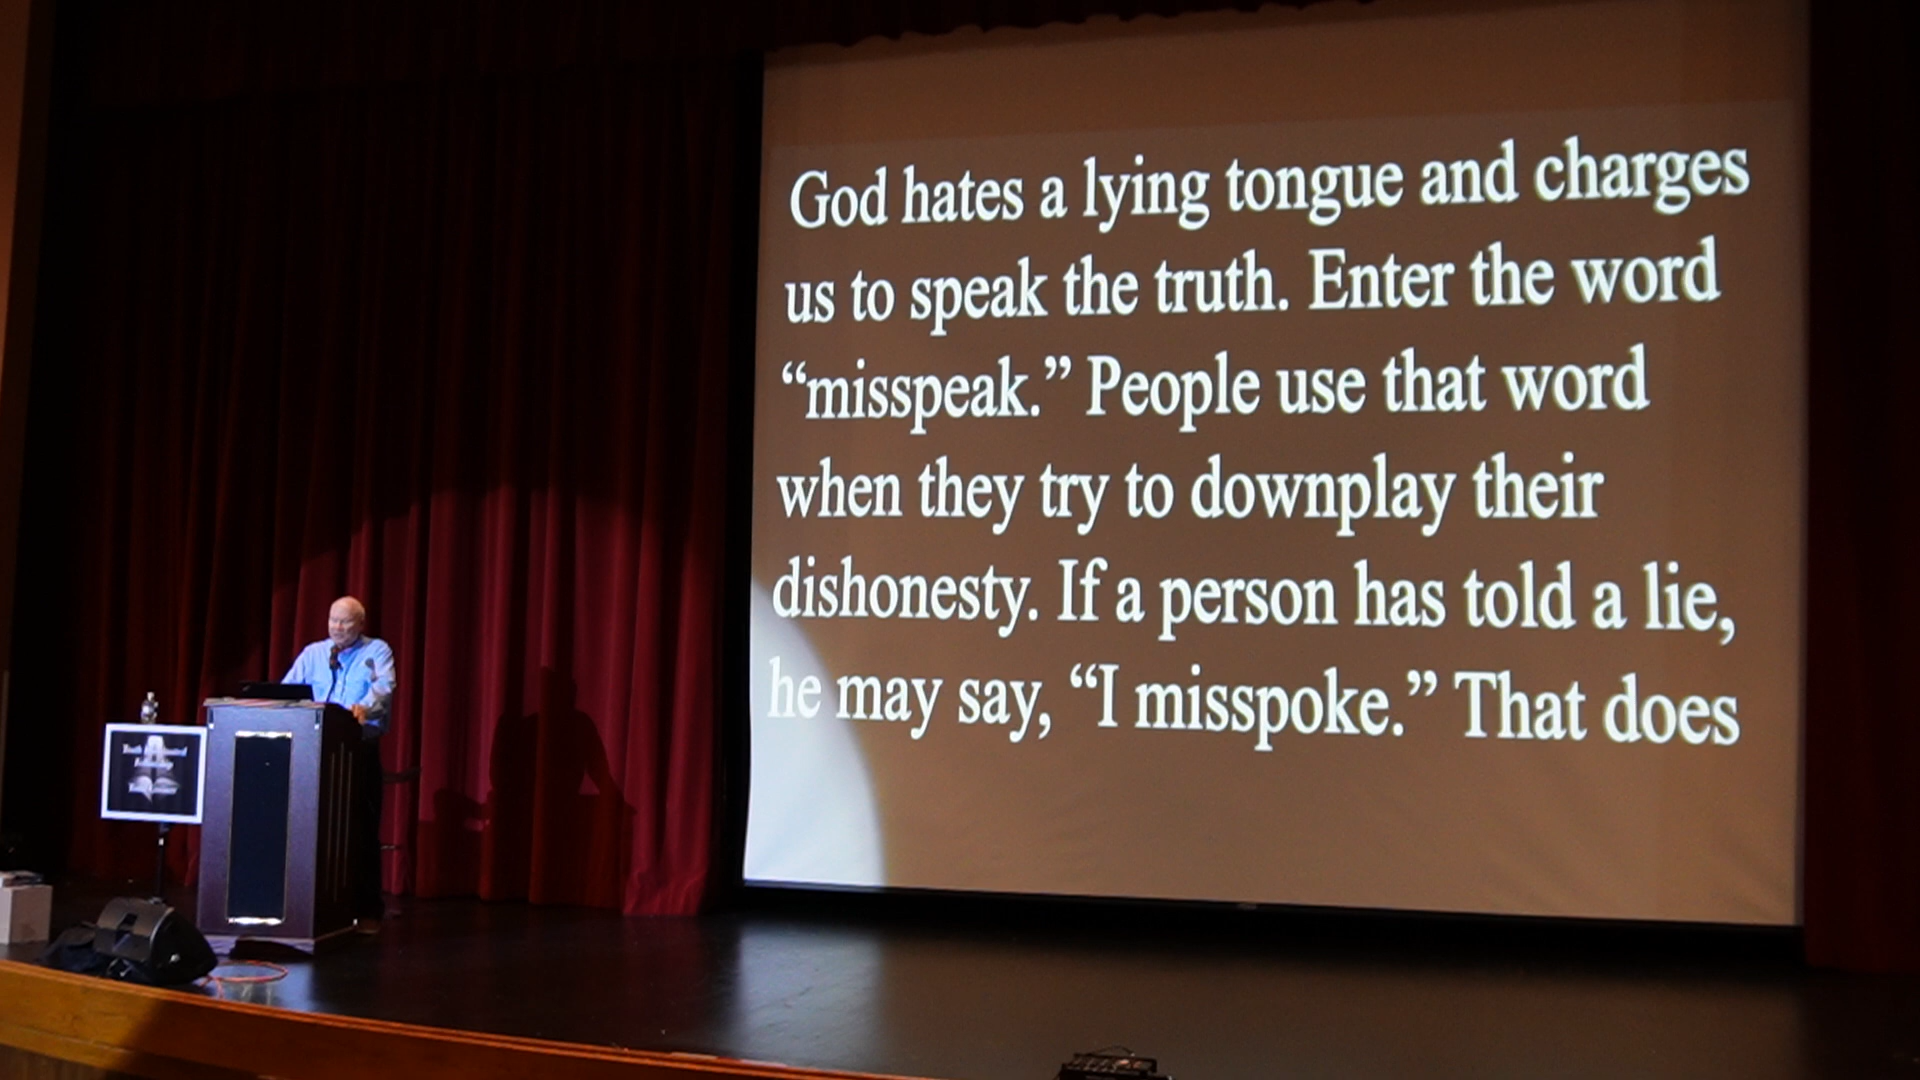 God hates a lying tongue and charges
us to speak the truth. Enter the word
“misspeak.” People use that word
when they try to downplay their
dishonesty. If a person has told a lie,
he may say, “I misspoke.” That does